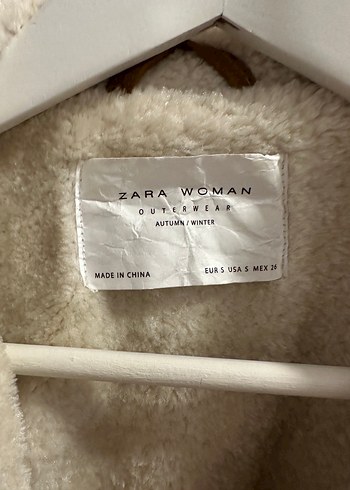 ZARA WOMAN
OUTERWEAR
AUTUMN / WINTER
MADE IN CHINA
EUR S USA S MEX 26